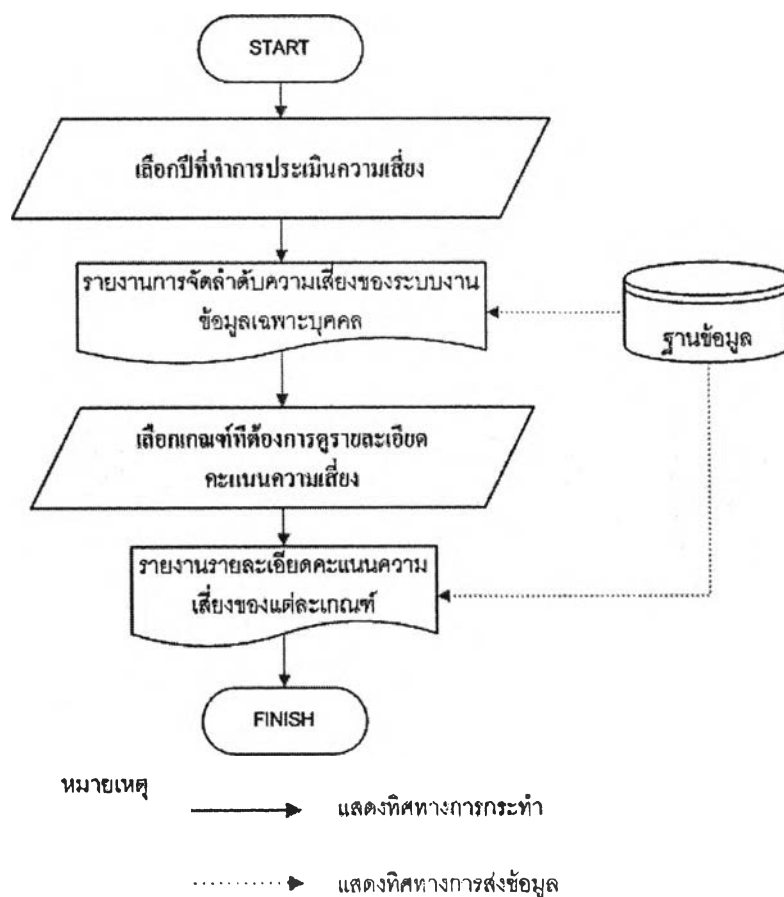 START
เลือกปีที่ทำการประเมินความเสี่ยง
รายงานการจัดลำดับความเสี่ยงของระบบงาน
ข้อมูลเฉพาะบุคคล
ฐานข้อมูล
เลือกเกณฑ์ที่ต้องการดูรายละเอียด
คะแนนความเสี่ยง
รายงานรายละเอียดคะแนนความ
เสี่ยงของแต่ละเกณฑ์
FINISH
หมายเหตุ
แสดงทิศทางการกระทำ
แสดงทิศทางการส่งข้อมูล